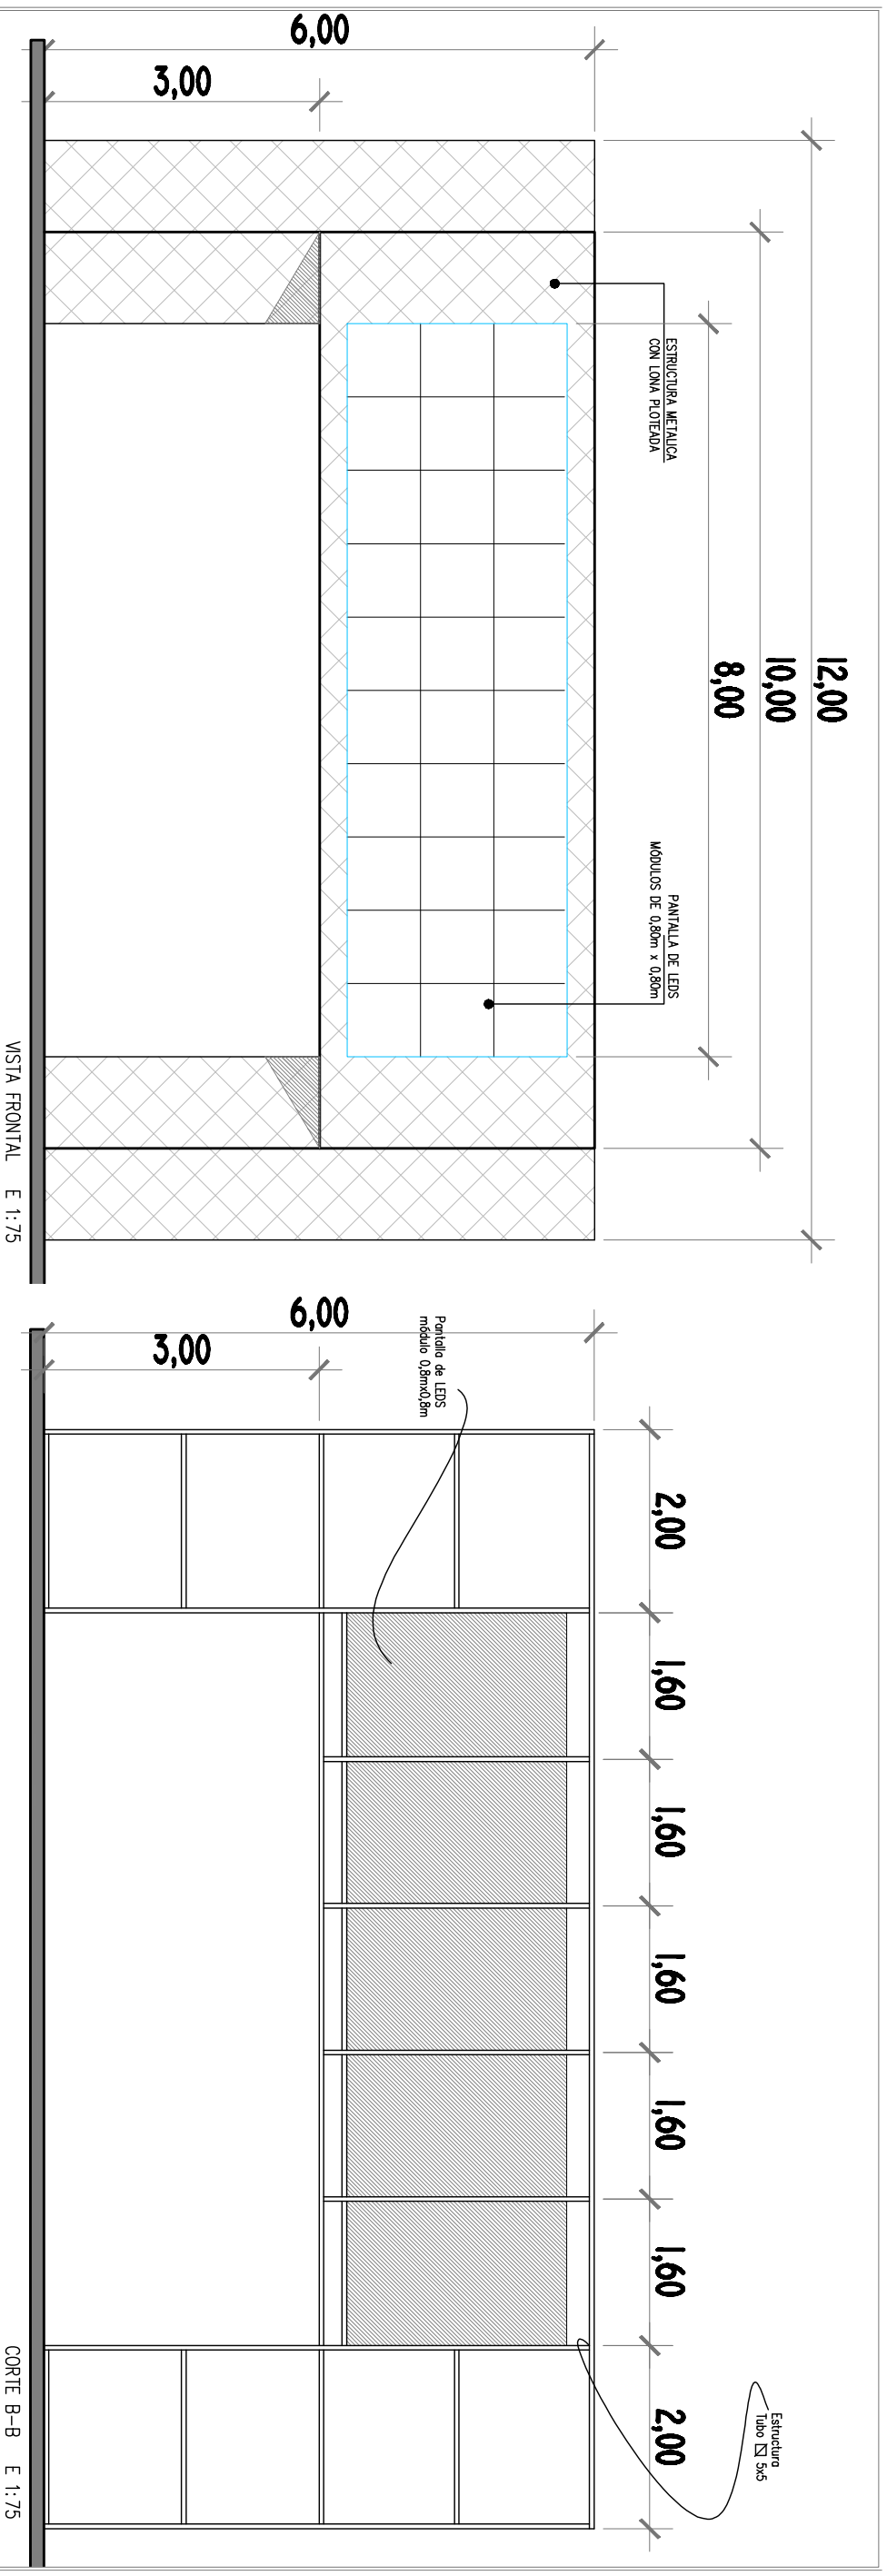 12,00
10,00
8,00
6,00
3,00
ESTRUCTURA METALICA
CON LONA PLOTEADA
PANTALLA DE LEDS
MÓDULOS DE 0,80m x 0,80m
VISTA FRONTAL E 1:75
2,00
1,60
1,60
1,60
1,60
1,60
2,00
6,00
3,00
Pantalla de LEDS
módulo 0,8mx0,8m
Estructura
Tubo 5x5
CORTE B-B E 1:75